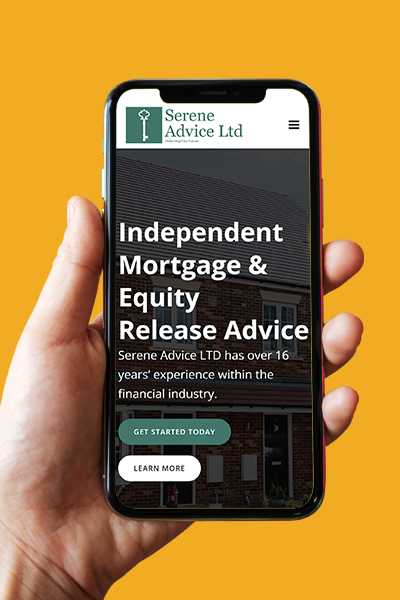 Serene
Advice Ltd
Independent
Mortgage &
Equity
Release Advice
Serene Advice LTD has over 16
years' experience within the
financial industry.
GET STARTED TODAY
LEARN MORE